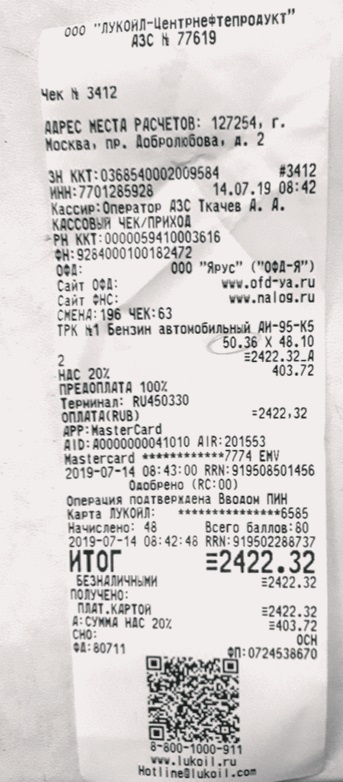 ООО "ЛУКОЙЛ-Центрнефтепродукт"
АЗС № 77619
Чек № 3412
АДРЕС МЕСТА РАСЧЕТОВ: 127254, г.
Москва, пр. Добролюбова, д. 2
ЗН ККТ:0368540002009584 #3412
ИНН:7701285928 14.07.19 08:42
Кассир:Оператор АЗС Ткачев А. А.
КАССОВЫЙ ЧЕК/ПРИХОД
РН ККТ:0000059410003616
ФН:9284000100182472
ОФД: ООО "Ярус" ("ОФД-Я")
Сайт ОФД: www.ofd-ya.ru
Сайт ФНС: www.nalog.ru
СМЕНА:196 ЧЕК:63
ТРК №1 Бензин автомобильный АИ-95-К5
50.36 X 48.10
2 =2422.32_А
НДС 20% 403.72
ПРЕДОПЛАТА 100%
Терминал: RU450330
ОПЛАТА(RUB) =2422,32
APP:MasterCard
AID:A0000000041010 AIR:201553
Mastercard ************7774 EMV
2019-07-14 08:43:00 RRN:919508501456
Одобрено (RC:00)
Операция подтверждена Вводом ПИН
Карта ЛУКОИЛ: ***************6585
Начислено: 48 Всего баллов:80
2019-07-14 08:42:48 RRN:919502288737
ИТОГ =2422.32
БЕЗНАЛИЧНЫМИ =2422.32
ПОЛУЧЕНО:
ПЛАТ.КАРТОЙ =2422.32
А:СУММА НДС 20% =403.72
СНО: ОСН
ФД:80711 ФП:0724538670
8-800-1000-911
www.lukoil.ru
Hotline@lukoil.com